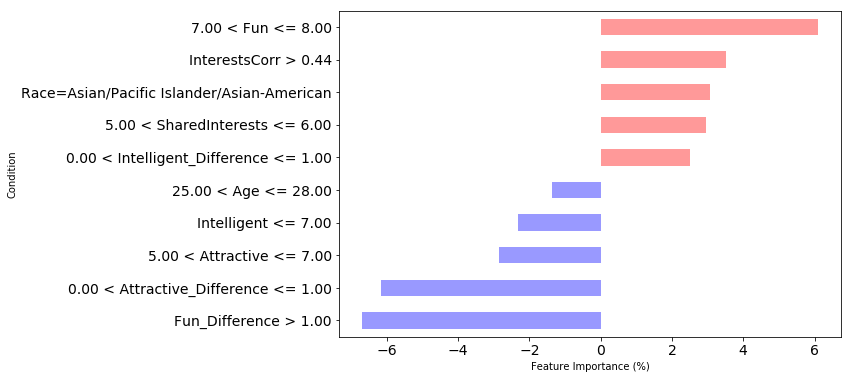 7.00 < Fun <= 8.00
InterestsCorr > 0.44
Race=Asian/Pacific Islander/Asian-American
5.00 < SharedInterests <= 6.00
0.00 < Intelligent_Difference <= 1.00
25.00 < Age <= 28.00
Intelligent <= 7.00
5.00 < Attractive <= 7.00
0.00 < Attractive_Difference <= 1.00
Fun_Difference > 1.00
Condition
−6 −4 −2 0 2 4 6
Feature Importance (%)